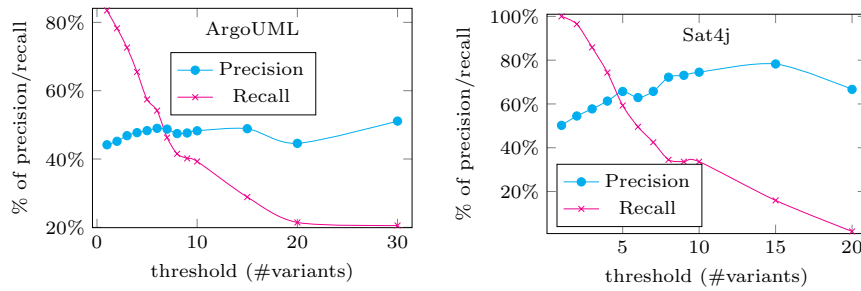 ArgoUML
% of precision/recall
80%
60%
40%
20%
Precision
Recall
0 10 20 30
threshold (#variants)
Sat4j
% of precision/recall
100%
80%
60%
40%
20%
Precision
Recall
5 10 15 20
threshold (#variants)